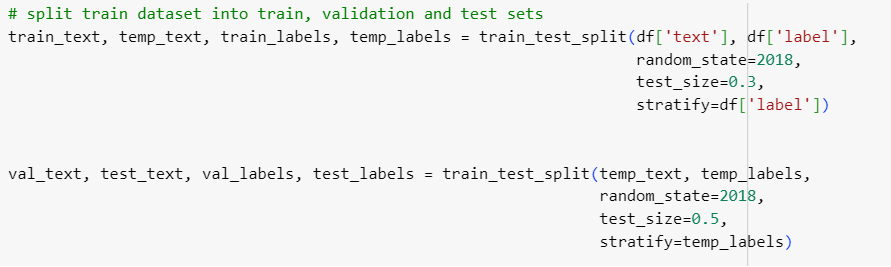 # split train dataset into train, validation and test sets
train_text, temp_text, train_labels, temp_labels = train_test_split(df['text'], df['label'],
random_state=2018,
test_size=0.3,
stratify=df['label'])
val_text, test_text, val_labels, test_labels = train_test_split(temp_text, temp_labels,
random_state=2018,
test_size=0.5,
stratify=temp_labels)